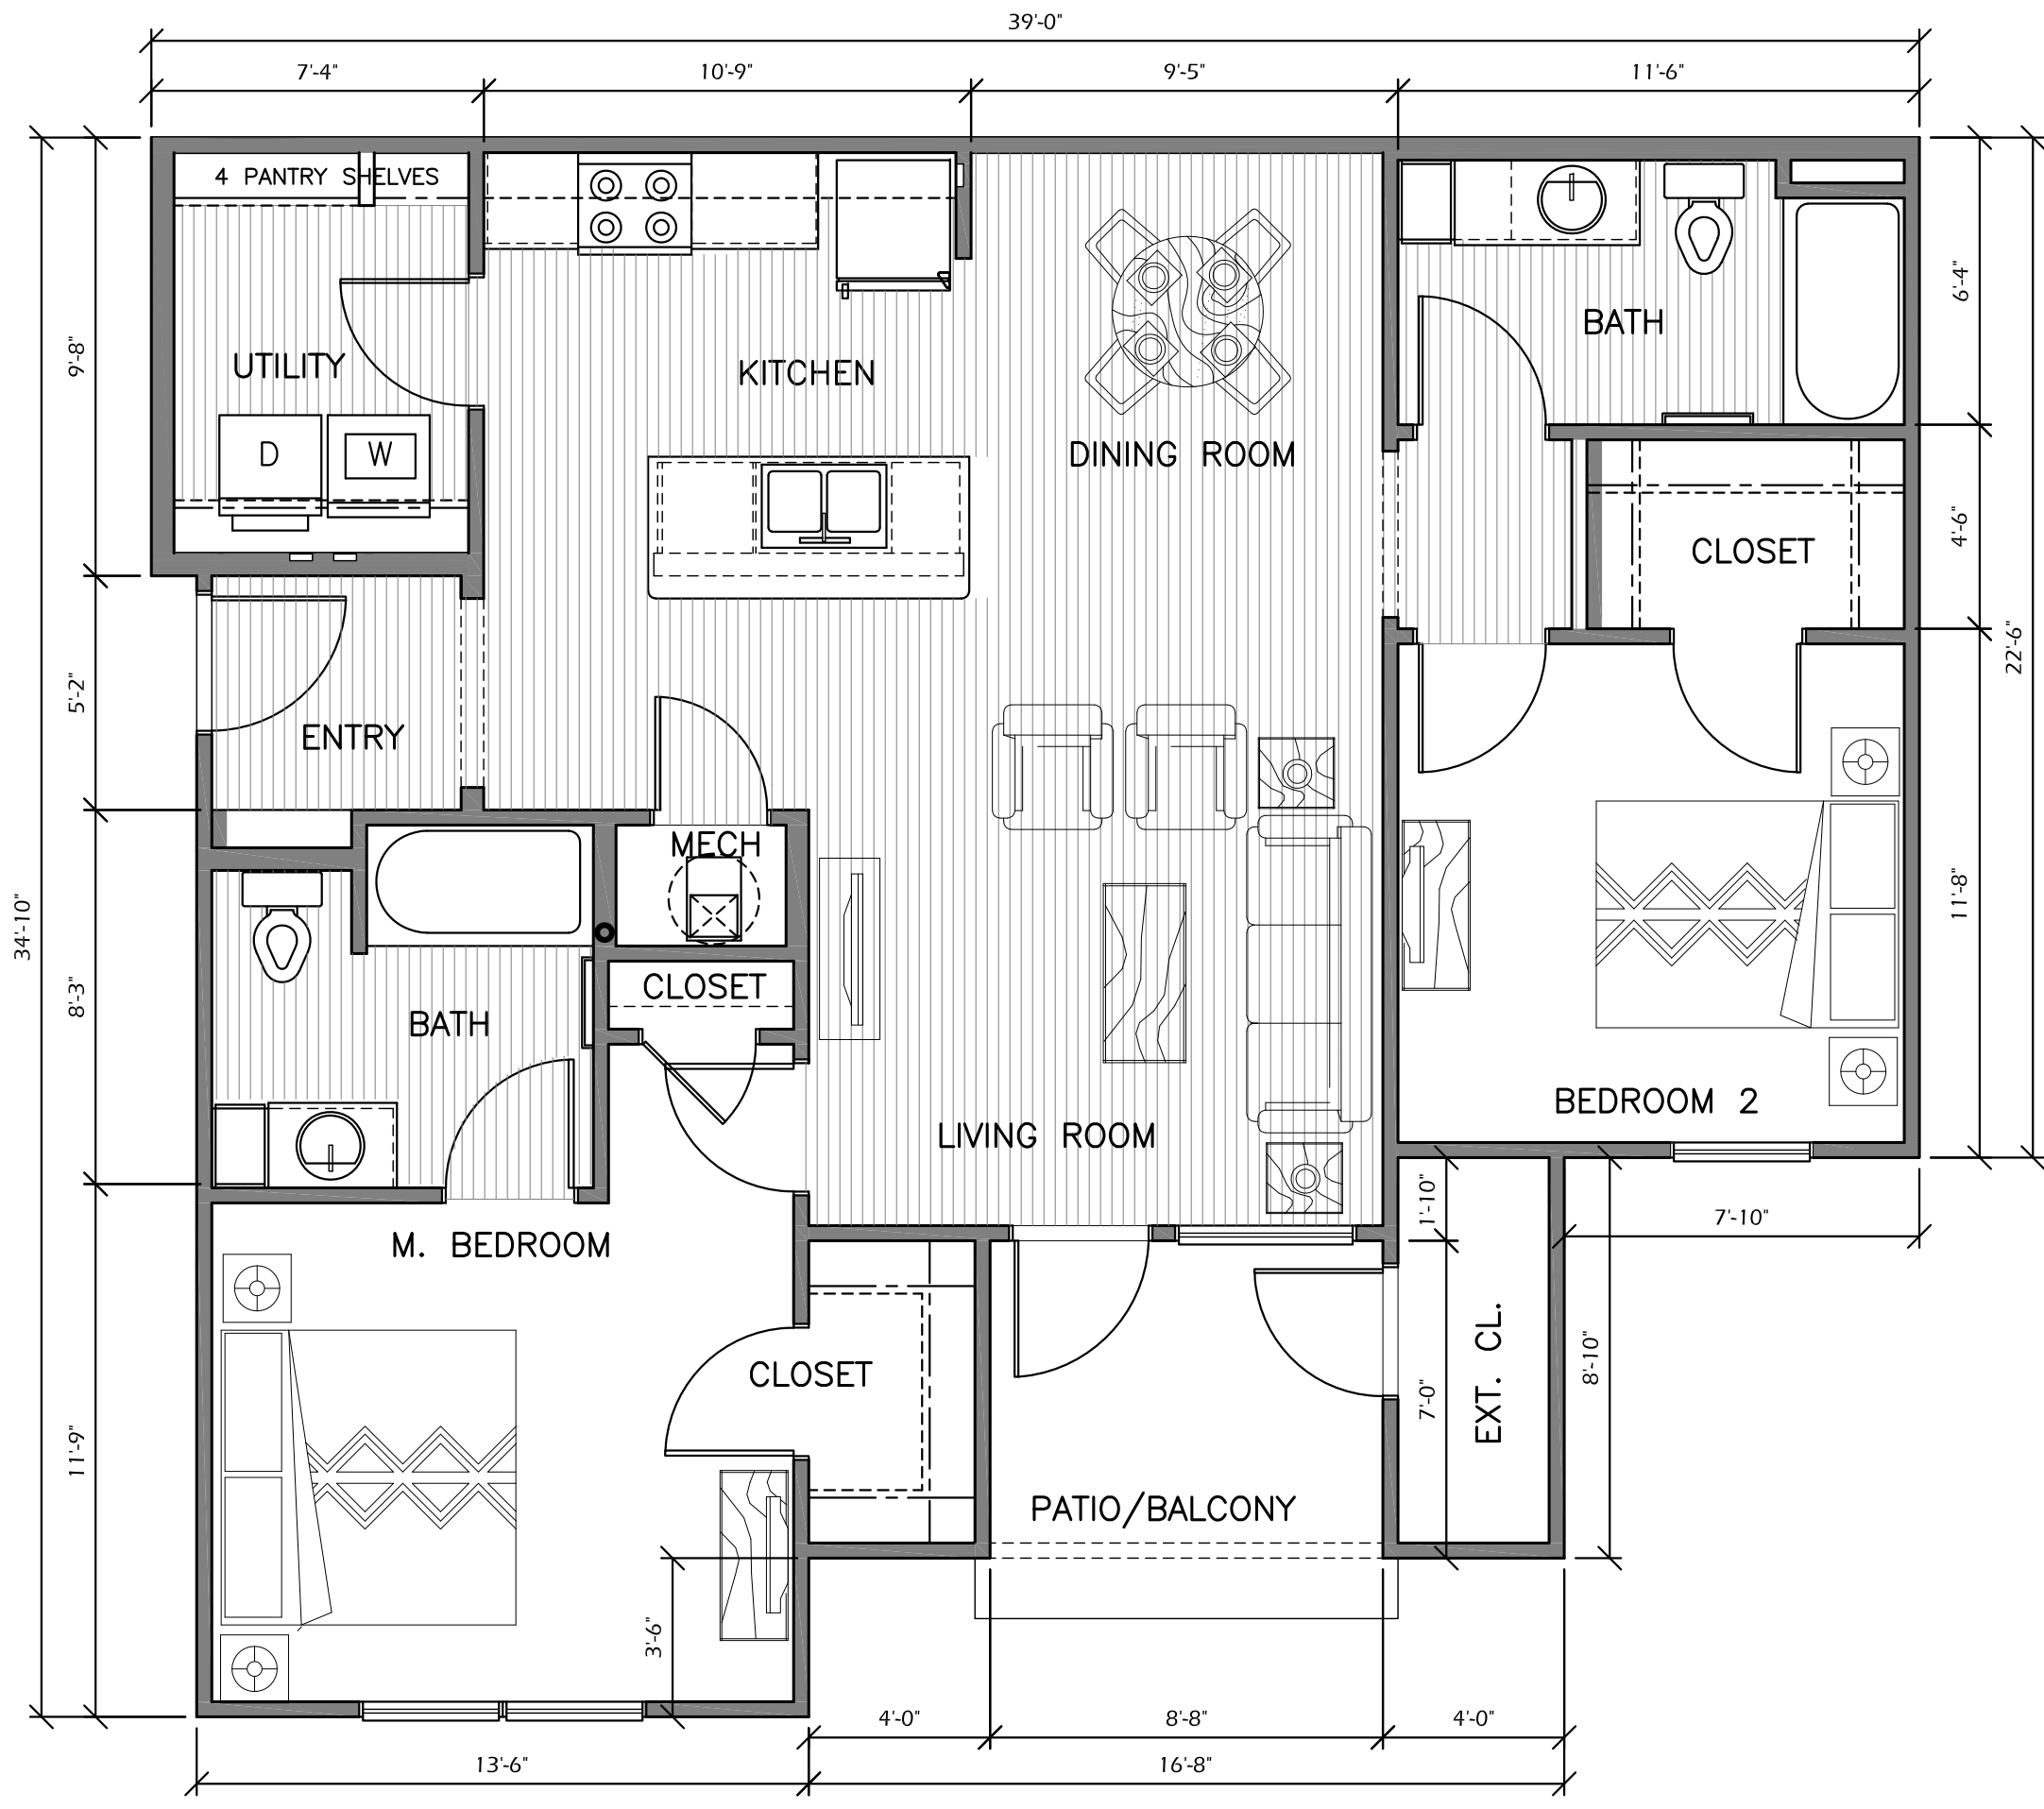 39'-0"
7'-4"
10'-9"
9'-5"
11'-6"
4 PANTRY SHELVES
UTILITY
D
W
KITCHEN
DINING ROOM
BATH
CLOSET
9'-8"
5'-2"
8'-3"
11'-9"
34'-10"
6'-4"
4'-6"
11'-8"
22'-6"
ENTRY
MECH
CLOSET
BATH
LIVING ROOM
BEDROOM 2
M. BEDROOM
CLOSET
PATIO/BALCONY
EXT. CL.
1'-10"
7'-0"
8'-10"
7'-10"
3'-6"
4'-0"
8'-8"
4'-0"
13'-6"
16'-8"